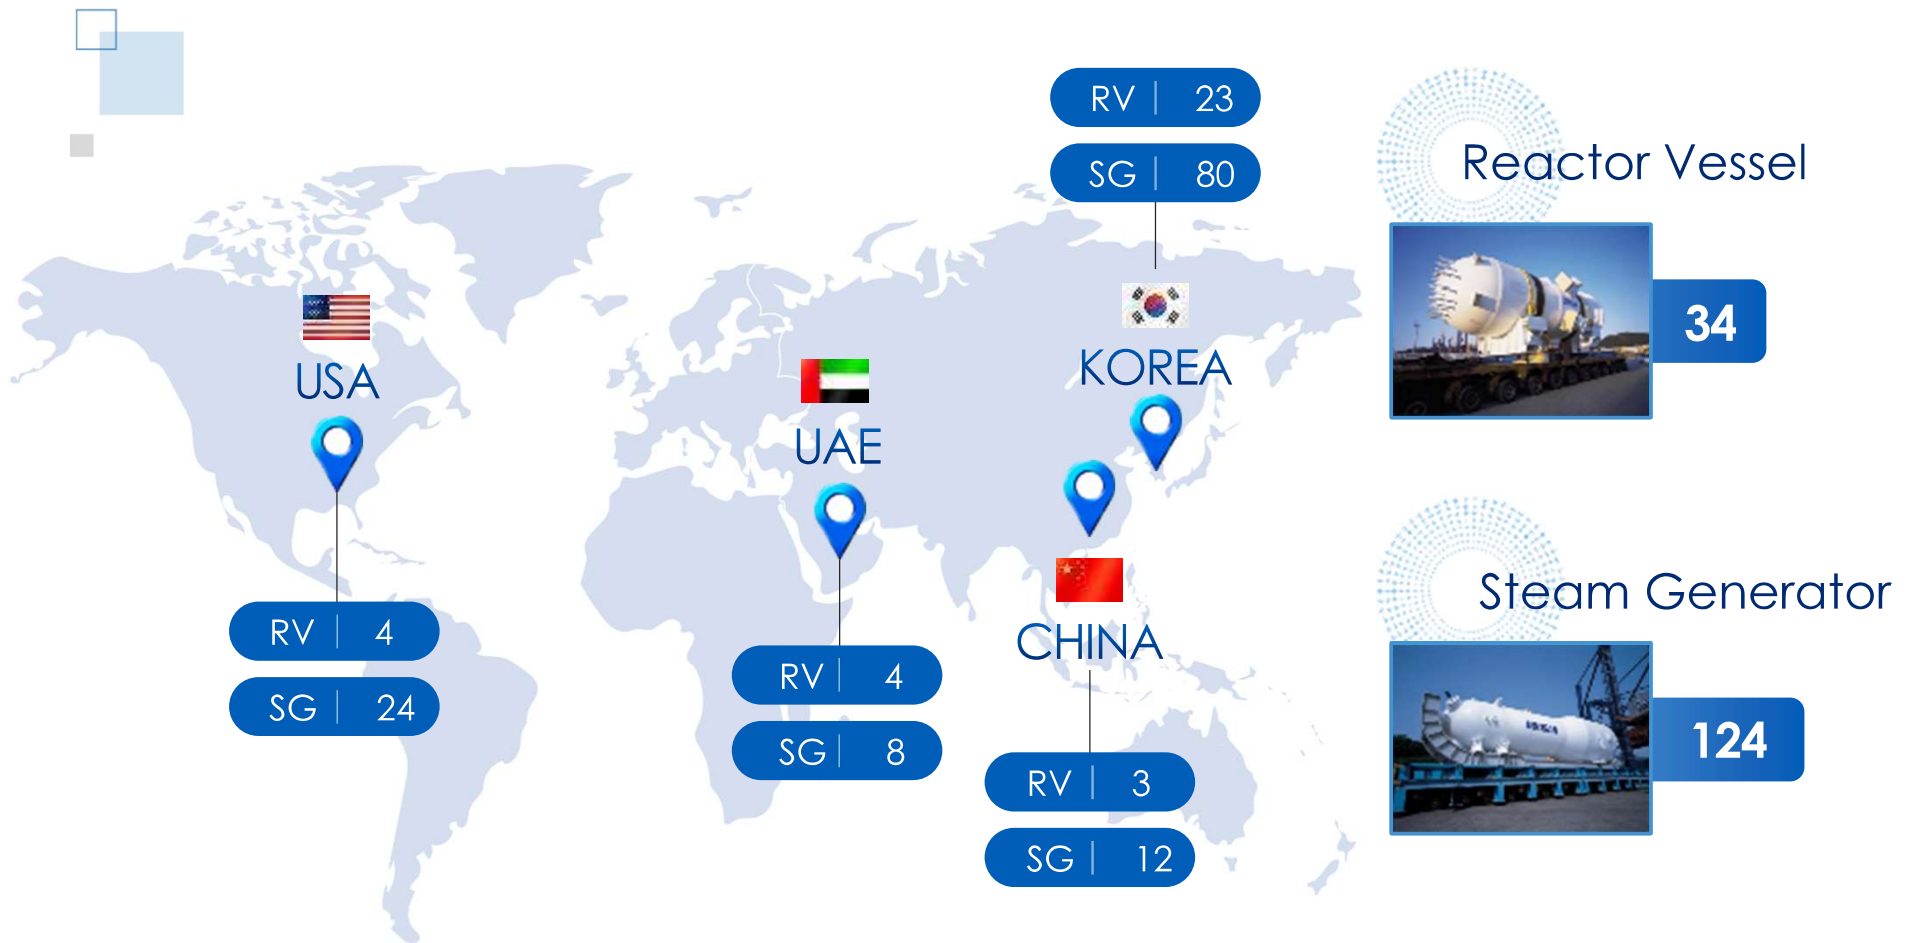 RV 23
SG 80
KOREA
USA
RV 4
SG 24
UAE
RV 4
SG 8
CHINA
RV 3
SG 12
Reactor Vessel
34
Steam Generator
124